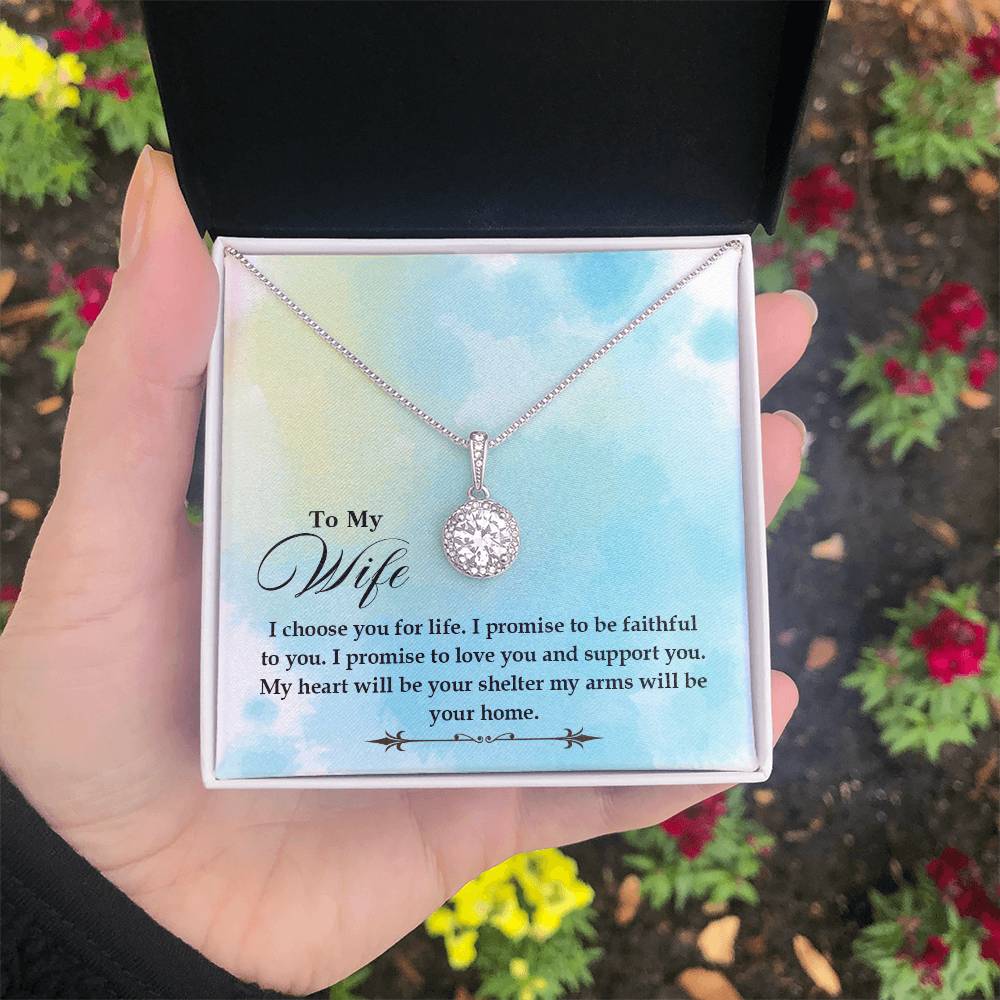 To My
Wife
I choose you for life. I promise to be faithful
to you. I promise to love you and support you.
My heart will be your shelter my arms will be
your home.